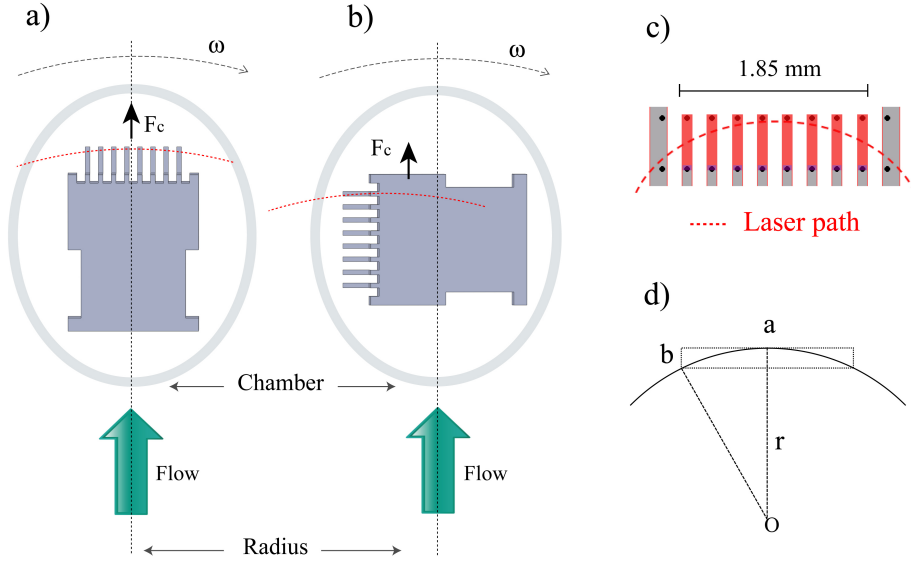 a)
ω
Fc
b)
ω
Fc
c)
1.85 mm
Laser path
d)
a
b
r
O
Chamber
Flow
Flow
Radius